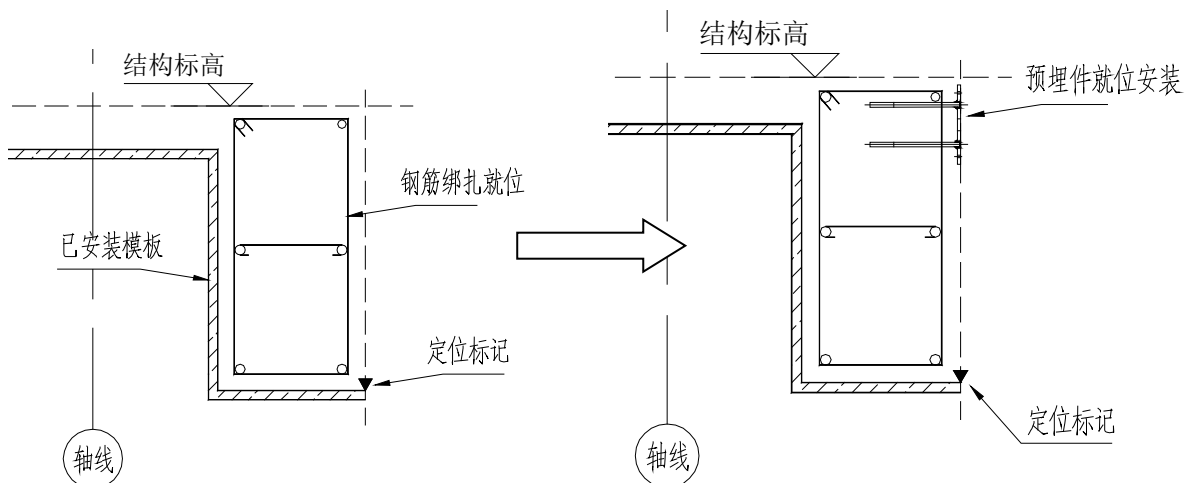 结构标高
钢筋绑扎就位
已安装模板
定位标记
轴线
结构标高
预埋件就位安装
定位标记
轴线